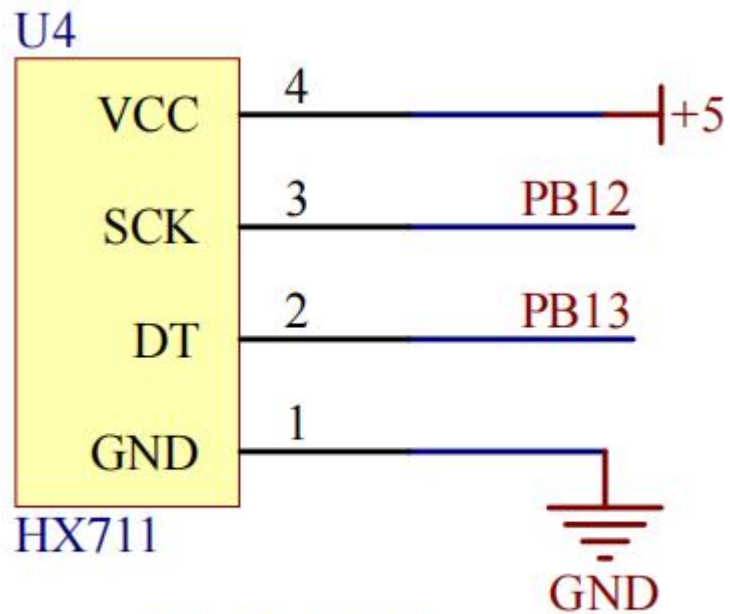 U4
VCC 4 +5
SCK 3 PB12
DT 2 PB13
GND 1
HX711
GND